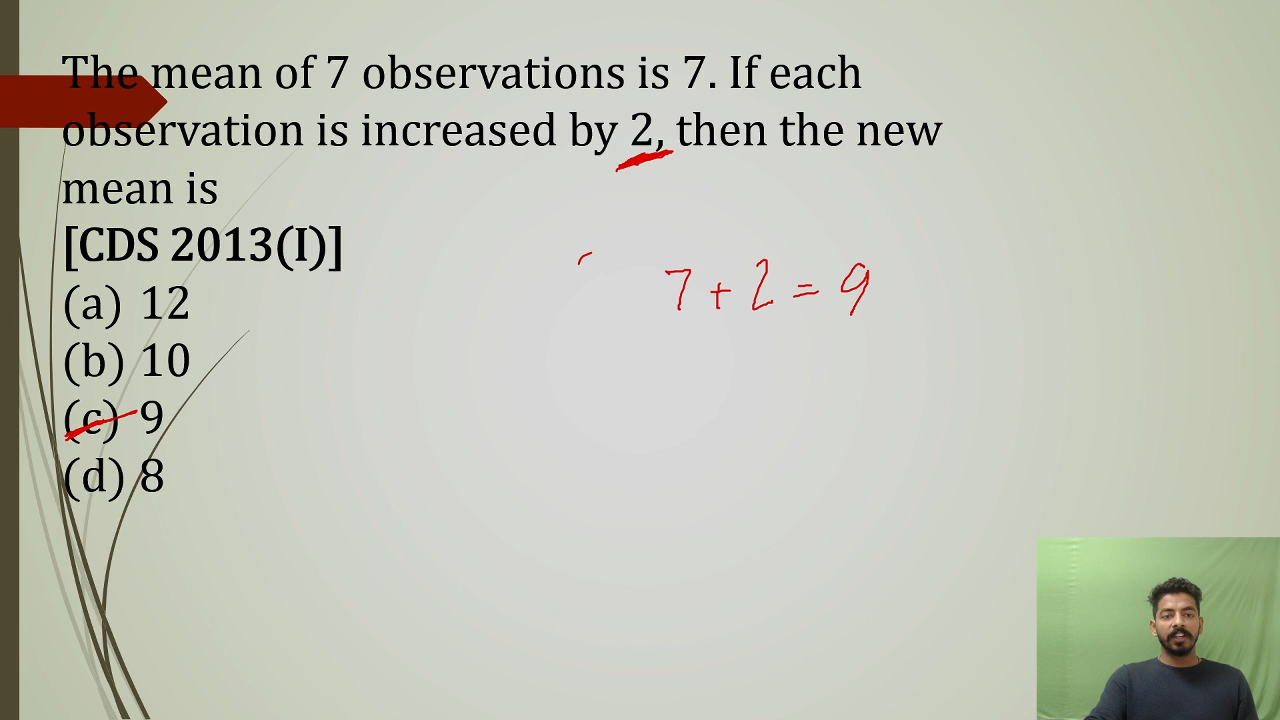 The mean of 7 observations is 7. If each
observation is increased by 2, then the new
mean is
[CDS 2013(I)]
7 + 2 = 9
(a) 12
(b) 10
(c) 9
(d) 8